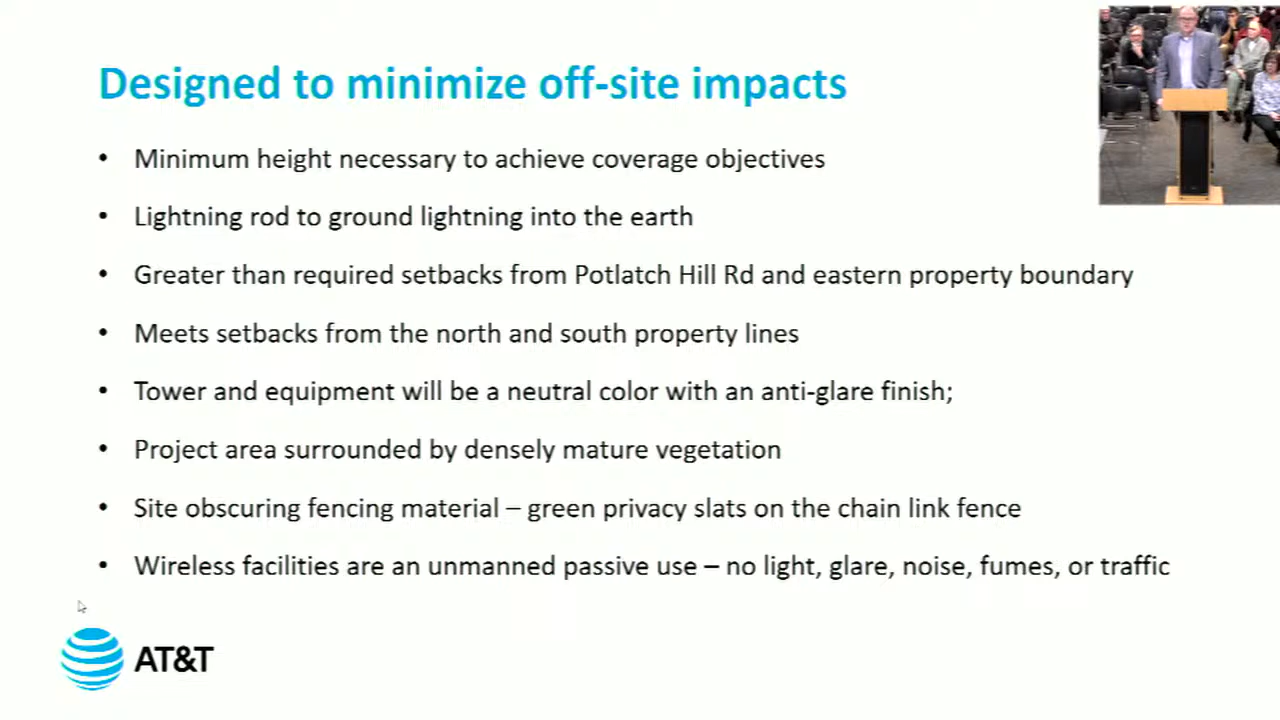 Designed to minimize off-site impacts
• Minimum height necessary to achieve coverage objectives
• Lightning rod to ground lightning into the earth
• Greater than required setbacks from Potlatch Hill Rd and eastern property boundary
• Meets setbacks from the north and south property lines
• Tower and equipment will be a neutral color with an anti-glare finish;
• Project area surrounded by densely mature vegetation
• Site obscuring fencing material – green privacy slats on the chain link fence
• Wireless facilities are an unmanned passive use – no light, glare, noise, fumes, or traffic
AT&T